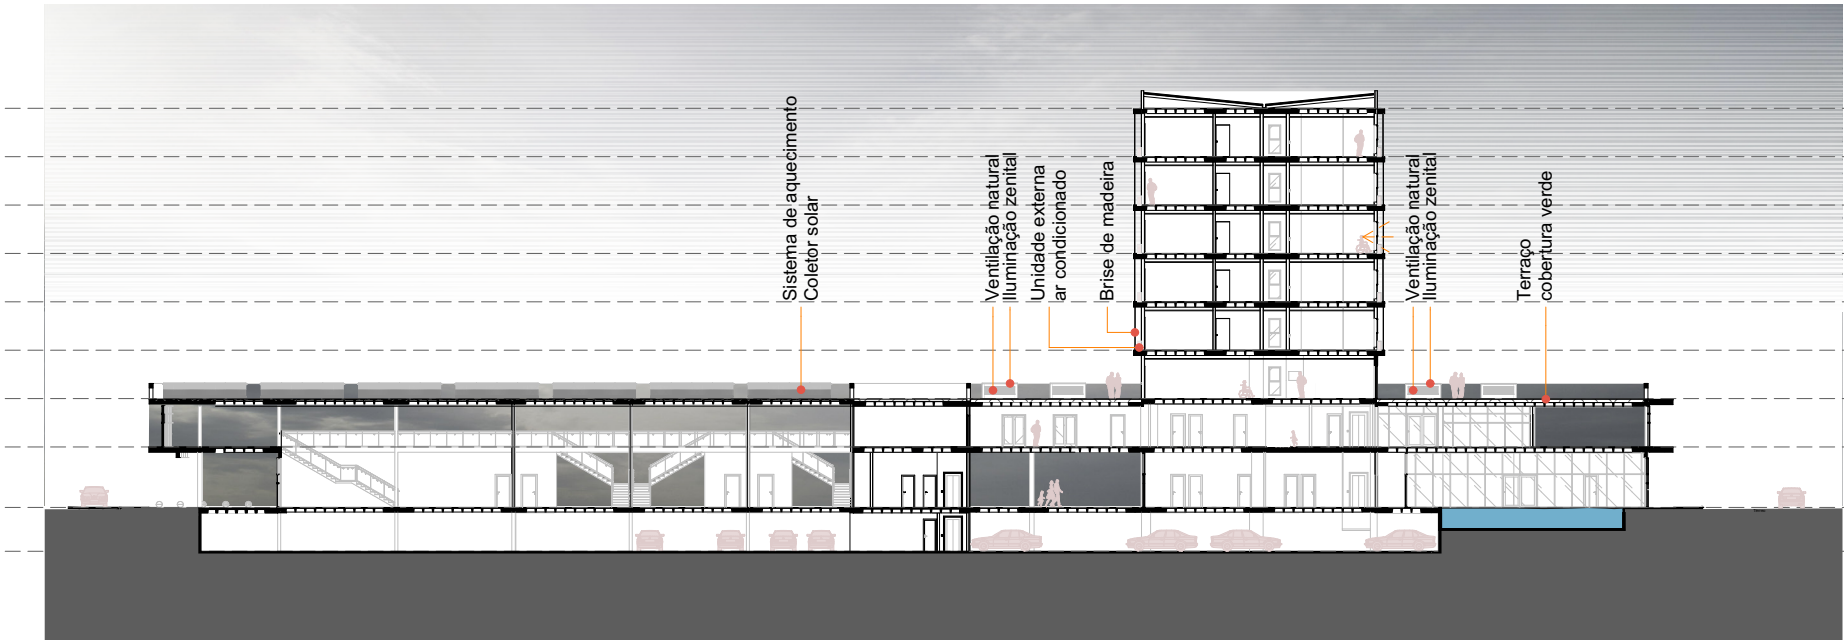 Sistema de aquecimento
Coletor solar
Ventilação natural
Iluminação zenital
Unidade externa
ar condicionado
Brise de madeira
Ventilação natural
Iluminação zenital
Terraço
cobertura verde